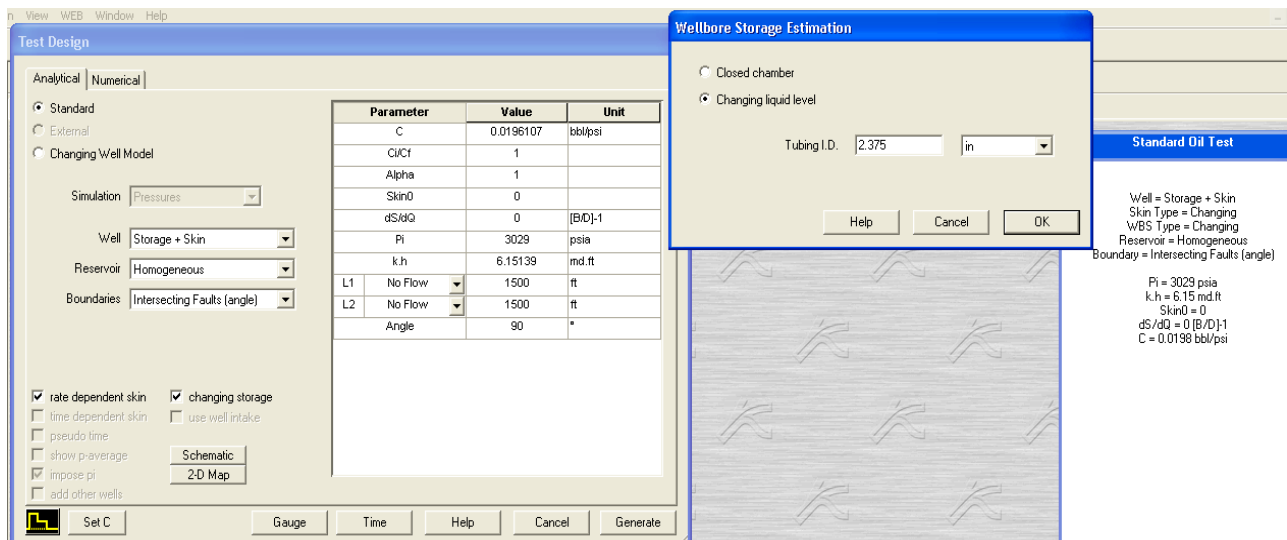 n View WEB Window Help
Test Design
Analytical Numerical
Standard
External
Changing Well Model
Simulation Pressures
Well Storage + Skin
Reservoir Homogeneous
Boundaries Intersecting Faults (angle)
rate dependent skin changing storage
time dependent skin use well intake
pseudo time
show p-average Schematic
impose pi 2-D Map
add other wells
Parameter Value Unit
C 0.0196107 bbl/psi
Ci/Cf 1
Alpha 1
Skin0 0
dS/dQ 0 [B/D]-1
Pi 3029 psia
k.h 6.15139 md.ft
L1 No Flow 1500 ft
L2 No Flow 1500 ft
Angle 90 °
Set C Gauge Time Help Cancel Generate
Wellbore Storage Estimation
Closed chamber
Changing liquid level
Tubing I.D. 2.375 in
Help Cancel OK
Standard Oil Test
Well = Storage + Skin
Skin Type = Changing
WBS Type = Changing
Reservoir = Homogeneous
Boundary = Intersecting Faults (angle)
Pi = 3029 psia
k.h = 6.15 md.ft
Skin0 = 0
dS/dQ = 0 [B/D]-1
C = 0.0198 bbl/psi